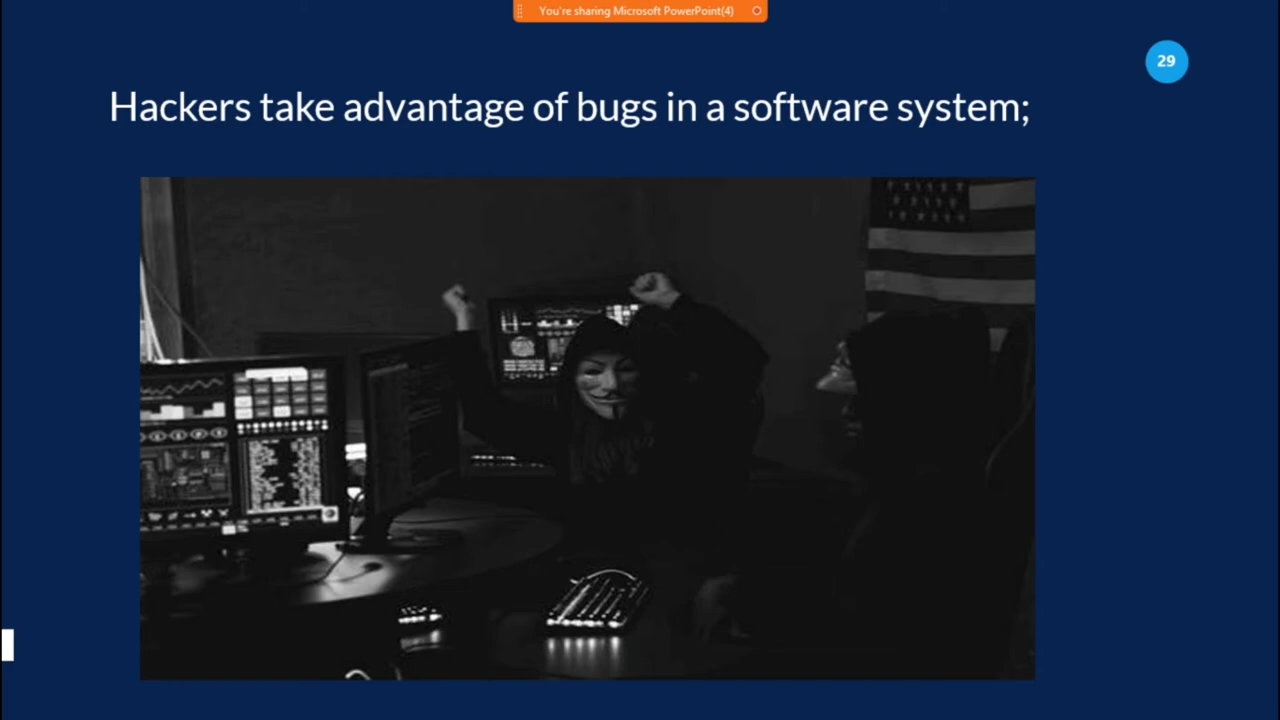 You're sharing Microsoft PowerPoint(4)
29
Hackers take advantage of bugs in a software system;